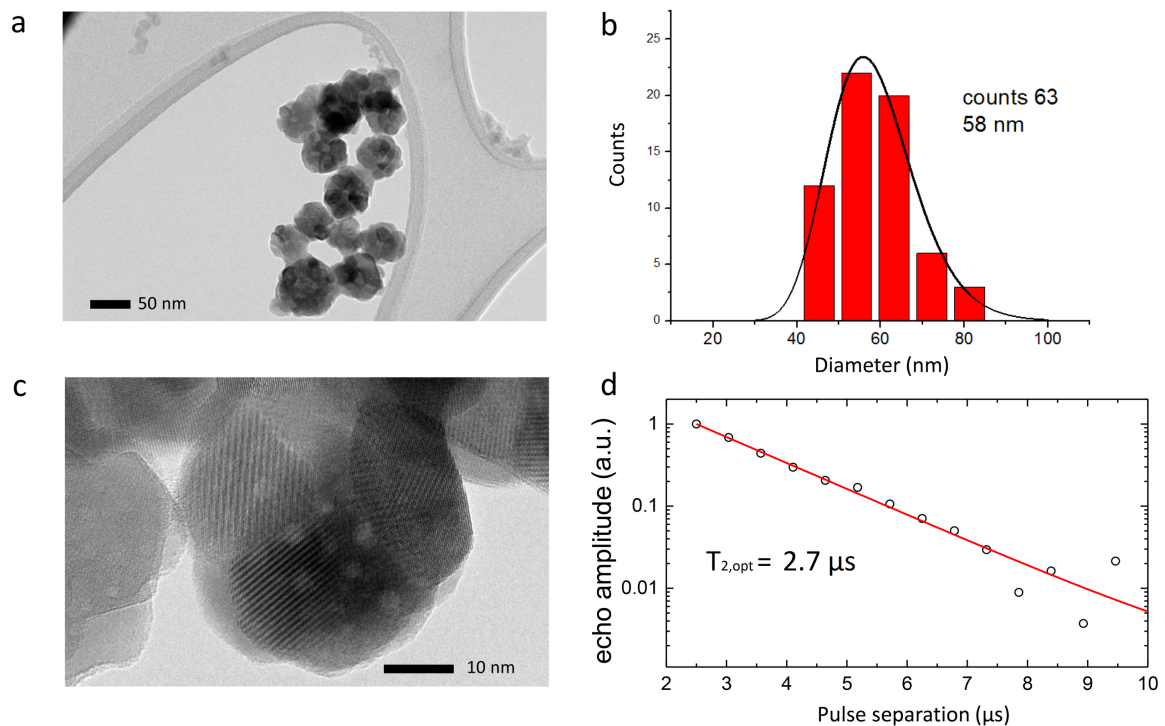 a
50 nm
b
25
20
15
10
5
0
20
40
60
80
100
Counts
Diameter (nm)
counts 63
58 nm
c
10 nm
d
1
0.1
0.01
2
3
4
5
6
7
8
9
10
echo amplitude (a.u.)
Pulse separation (μs)
T2,opt = 2.7 μs